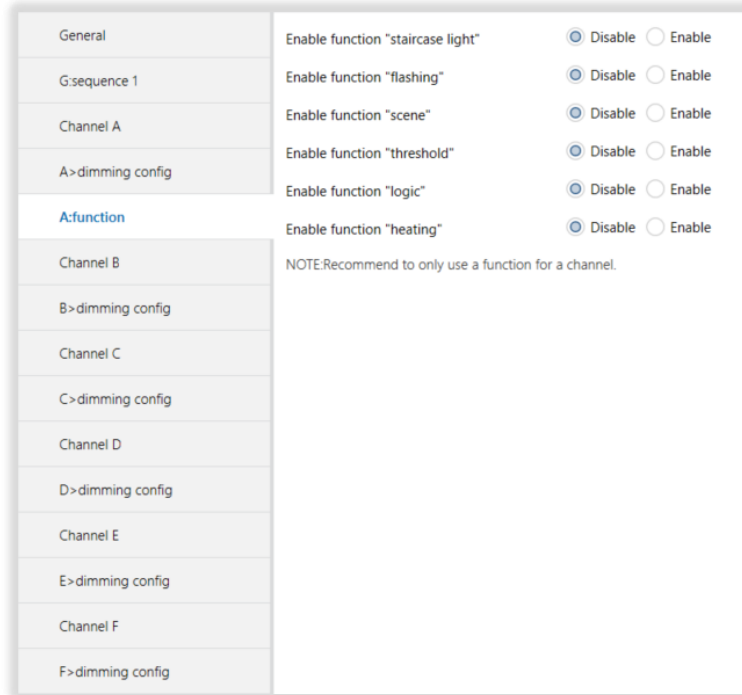 General
G:sequence 1
Channel A
A>dimming config
A:function
Channel B
B>dimming config
Channel C
C>dimming config
Channel D
D>dimming config
Channel E
E>dimming config
Channel F
F>dimming config
Enable function "staircase light" Disable Enable
Enable function "flashing" Disable Enable
Enable function "scene" Disable Enable
Enable function "threshold" Disable Enable
Enable function "logic" Disable Enable
Enable function "heating" Disable Enable
NOTE:Recommend to only use a function for a channel.